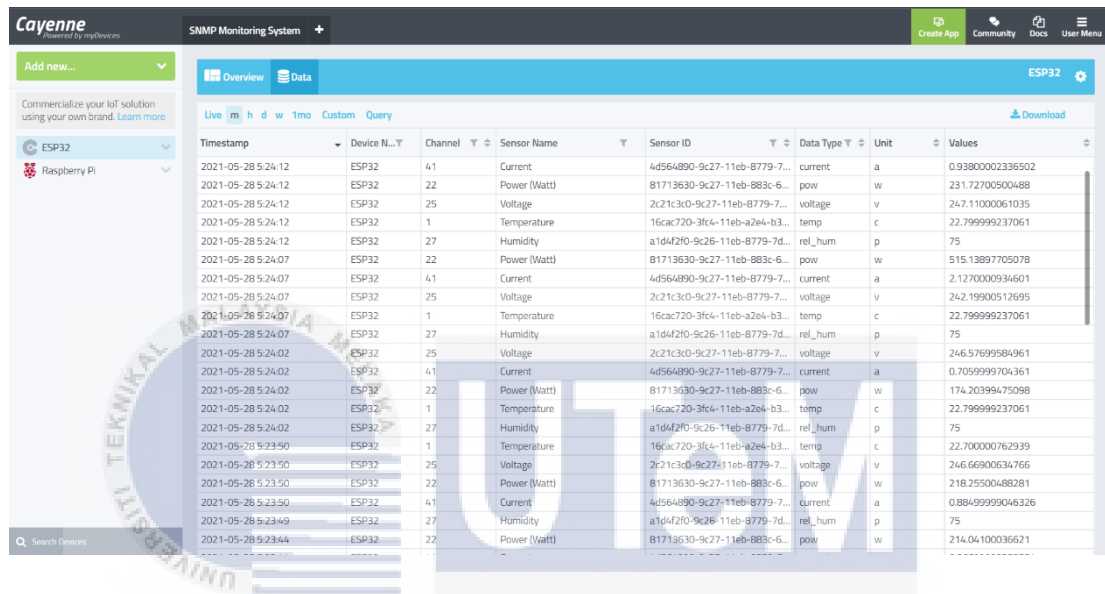 Cayenne
Powered by myDevices
SNMP Monitoring System +
Create App Community Docs User Menu
Add new...
Commercialize your IoT solution
using your own brand. Learn more
ESP32
Raspberry Pi
Search Devices
Overview Data ESP32
Live m h d w 1mo Custom Query Download
Timestamp Device N... Channel Sensor Name Sensor ID Data Type Unit Values
2021-05-28 5:24:12 ESP32 41 Current 4d564890-9c27-11eb-8779-7... current a 0.93800002336502
2021-05-28 5:24:12 ESP32 22 Power (Watt) 81713630-9c27-11eb-883c-6... pow w 231.72700500488
2021-05-28 5:24:12 ESP32 25 Voltage 2c21c3c0-9c27-11eb-8779-7... voltage v 247.11000061035
2021-05-28 5:24:12 ESP32 1 Temperature 16cac720-3fc4-11eb-a2e4-b3... temp c 22.799999237061
2021-05-28 5:24:12 ESP32 27 Humidity a1d4f2f0-9c26-11eb-8779-7d... rel_hum p 75
2021-05-28 5:24:07 ESP32 22 Power (Watt) 81713630-9c27-11eb-883c-6... pow w 515.13897705078
2021-05-28 5:24:07 ESP32 41 Current 4d564890-9c27-11eb-8779-7... current a 2.1270000934601
2021-05-28 5:24:07 ESP32 25 Voltage 2c21c3c0-9c27-11eb-8779-7... voltage v 242.19900512695
2021-05-28 5:24:07 ESP32 1 Temperature 16cac720-3fc4-11eb-a2e4-b3... temp c 22.799999237061
2021-05-28 5:24:07 ESP32 27 Humidity a1d4f2f0-9c26-11eb-8779-7d... rel_hum p 75
2021-05-28 5:24:02 ESP32 25 Voltage 2c21c3c0-9c27-11eb-8779-7... voltage v 246.57699584961
2021-05-28 5:24:02 ESP32 41 Current 4d564890-9c27-11eb-8779-7... current a 0.7059999704361
2021-05-28 5:24:02 ESP32 22 Power (Watt) 81713630-9c27-11eb-883c-6... pow w 174.20399475098
2021-05-28 5:24:02 ESP32 1 Temperature 16cac720-3fc4-11eb-a2e4-b3... temp c 22.799999237061
2021-05-28 5:24:02 ESP32 27 Humidity a1d4f2f0-9c26-11eb-8779-7d... rel_hum p 75
2021-05-28 5:23:50 ESP32 1 Temperature 16cac720-3fc4-11eb-a2e4-b3... temp c 22.700000762939
2021-05-28 5:23:50 ESP32 25 Voltage 2c21c3c0-9c27-11eb-8779-7... voltage v 246.66900634766
2021-05-28 5:23:50 ESP32 22 Power (Watt) 81713630-9c27-11eb-883c-6... pow w 218.25500488281
2021-05-28 5:23:50 ESP32 41 Current 4d564890-9c27-11eb-8779-7... current a 0.88499999046326
2021-05-28 5:23:49 ESP32 27 Humidity a1d4f2f0-9c26-11eb-8779-7d... rel_hum p 75
2021-05-28 5:23:44 ESP32 22 Power (Watt) 81713630-9c27-11eb-883c-6... pow w 214.04100036621
UNIVERSITI TEKNIKAL MALAYSIA MELAKA
UTeM